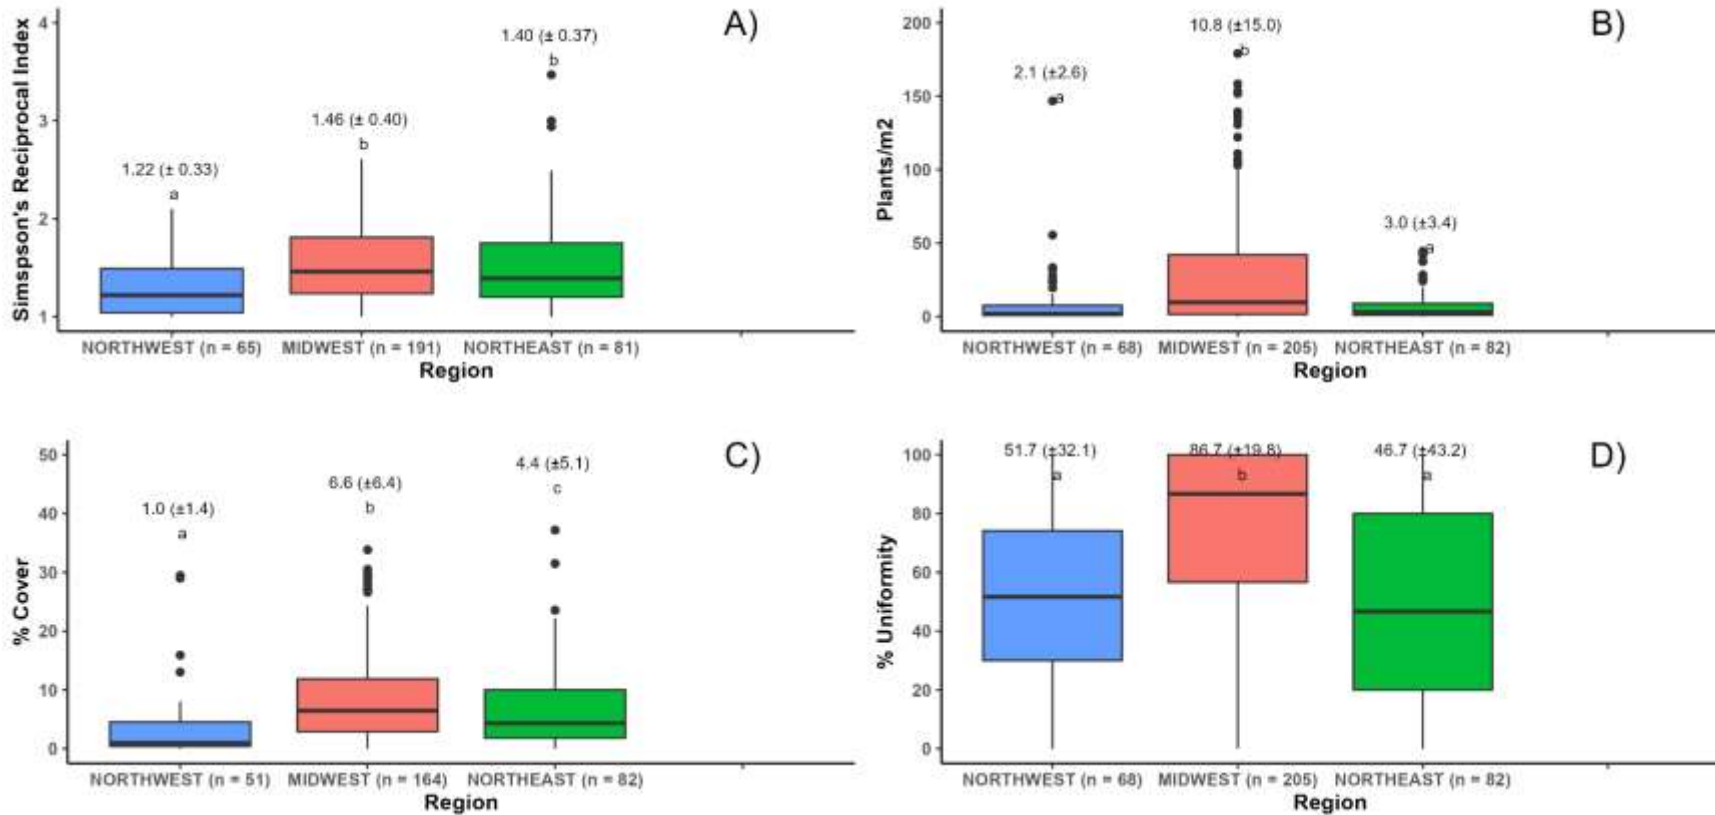 A)
Simspson's Reciprocal Index
4
3
2
1
1.22 (± 0.33)
a
1.46 (± 0.40)
b
1.40 (± 0.37)
b
NORTHWEST (n = 65) MIDWEST (n = 191) NORTHEAST (n = 81)
Region
B)
Plants/m2
200
150
100
50
0
2.1 (±2.6)
a
10.8 (±15.0)
b
3.0 (±3.4)
a
NORTHWEST (n = 68) MIDWEST (n = 205) NORTHEAST (n = 82)
Region
C)
% Cover
50
40
30
20
10
0
1.0 (±1.4)
a
6.6 (±6.4)
b
4.4 (±5.1)
c
NORTHWEST (n = 51) MIDWEST (n = 164) NORTHEAST (n = 82)
Region
D)
% Uniformity
100
80
60
40
20
0
51.7 (±32.1)
a
86.7 (±19.8)
b
46.7 (±43.2)
a
NORTHWEST (n = 68) MIDWEST (n = 205) NORTHEAST (n = 82)
Region